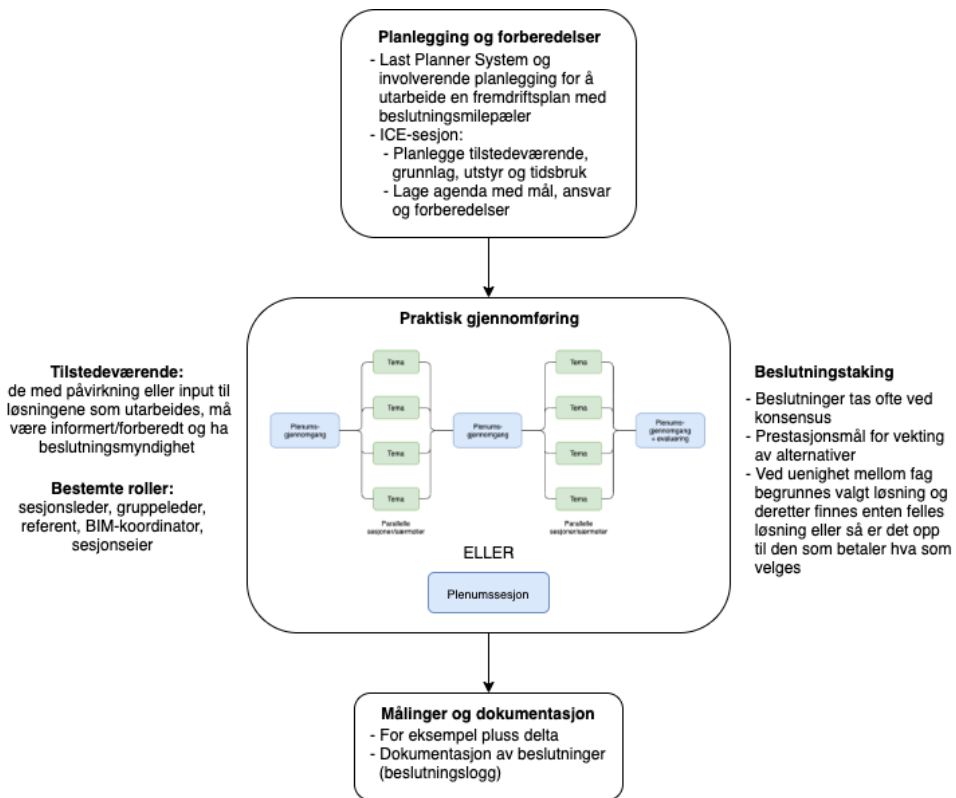 Planlegging og forberedelser
- Last Planner System og
involverende planlegging for å
utarbeide en fremdriftsplan med
beslutningsmilepæler
- ICE-sesjon:
- Planlegge tilstedeværende,
grunnlag, utstyr og tidsbruk
- Lage agenda med mål, ansvar
og forberedelser
Tilstedeværende:
de med påvirkning eller input til
løsningene som utarbeides, må
være informert/forberedt og ha
beslutningsmyndighet
Bestemte roller:
sesjonsleder, gruppeleder,
referent, BIM-koordinator,
sesjonseier
Praktisk gjennomføring
Plenums-
gjennomgang
Tema
Tema
Tema
Tema
Parallelle
sesjoner/særmøter
Plenums-
gjennomgang
Tema
Tema
Tema
Tema
Parallelle
sesjoner/særmøter
Plenums-
gjennomgang
+ evaluering
ELLER
Plenumssesjon
Beslutningstaking
- Beslutninger tas ofte ved
konsensus
- Prestasjonsmål for vekting
av alternativer
- Ved uenighet mellom fag
begrunnes valgt løsning og
deretter finnes enten felles
løsning eller så er det opp
til den som betaler hva som
velges
Målinger og dokumentasjon
- For eksempel pluss delta
- Dokumentasjon av beslutninger
(beslutningslogg)